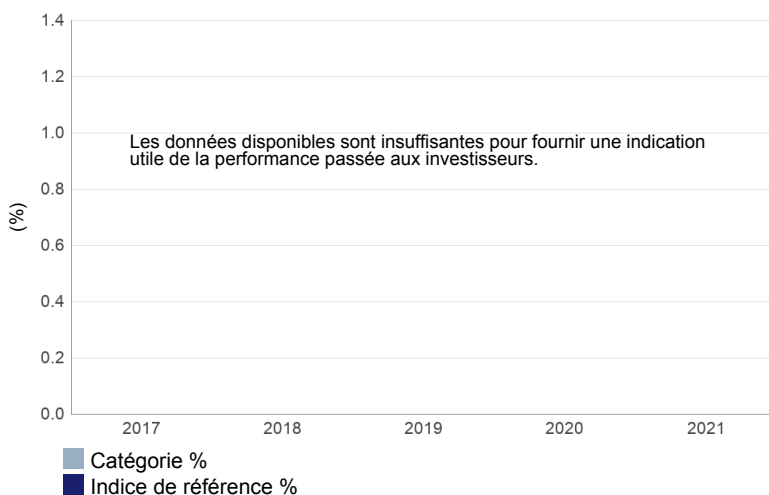 1.4
1.2
1.0
Les données disponibles sont insuffisantes pour fournir une indication
utile de la performance passée aux investisseurs.
0.8
(%)
0.6
0.4
0.2
0.0
2017 2018 2019 2020 2021
Catégorie %
Indice de référence %